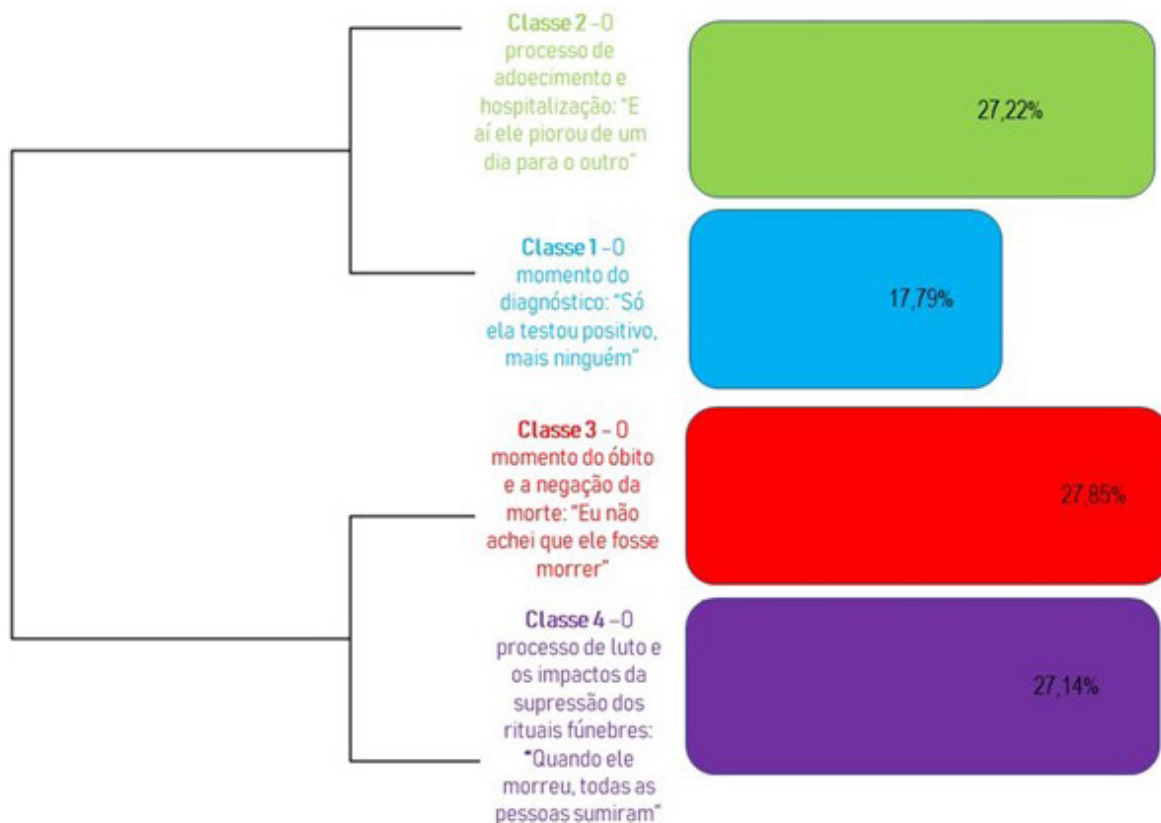 Classe 2 -O
processo de
adoecimento e
hospitalização: "E
aí ele piorou de um
dia para o outro"
27,22%
Classe 1 -O
momento do
diagnóstico: "Só
ela testou positivo,
mais ninguém"
17,79%
Classe 3 - O
momento do óbito
e a negação da
morte: "Eu não
achei que ele fosse
morrer"
27,85%
Classe 4 -O
processo de luto e
os impactos da
supressão dos
rituais fúnebres:
"Quando ele
morreu, todas as
pessoas sumiram"
27,14%